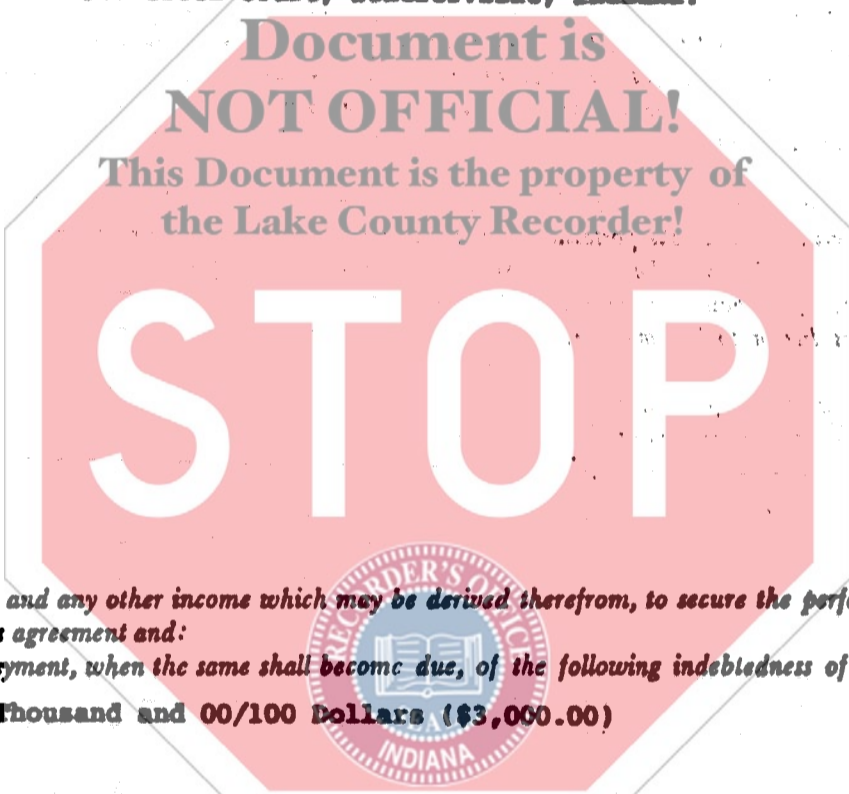 Document is
NOT OFFICIAL!
This Document is the property of
the Lake County Recorder!
STOP
and any other income which may be derived therefrom, to secure the
agreement and:
when the same shall become due, of the following indebtedness of
Thousand and 00/100 Dollars ($3,000.00)
RECORDER'S OFFICE
INDIANA